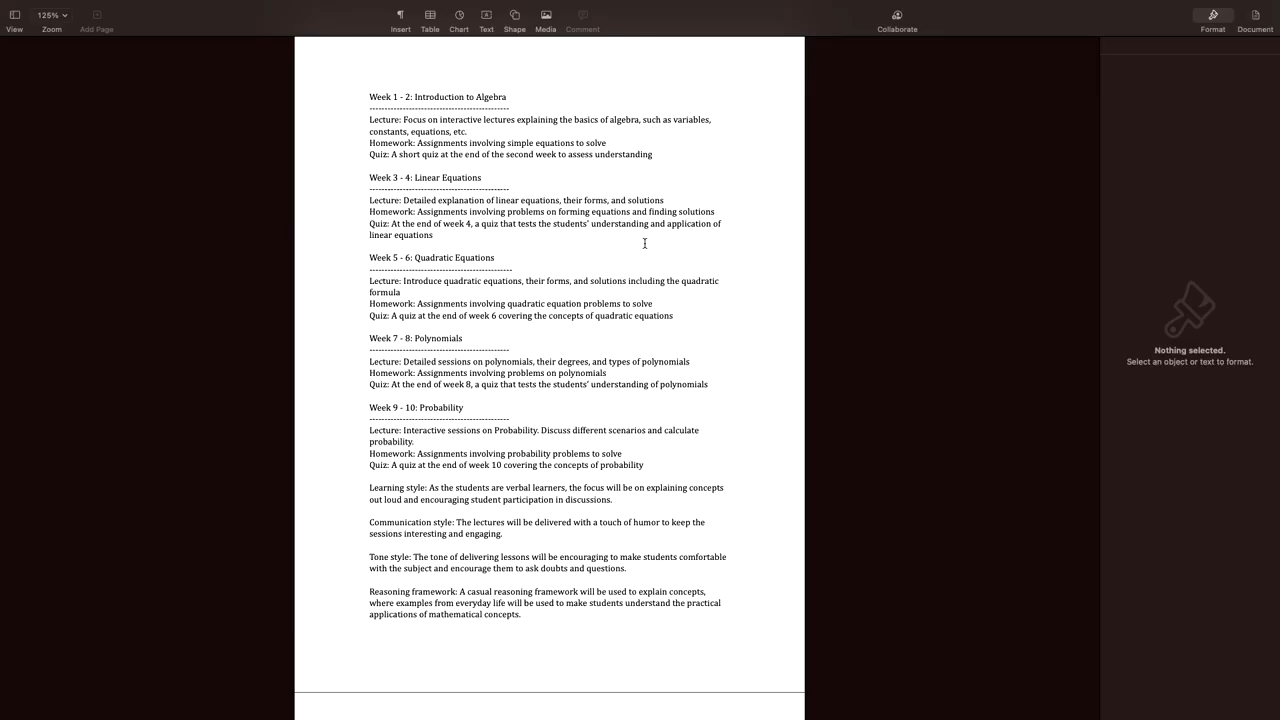 125%
View
Zoom
Add Page
Insert
Table
Chart
Text
Shape
Media
Comment
Collaborate
Format
Document
Week 1 - 2: Introduction to Algebra
-----------------------------------------------
Lecture: Focus on interactive lectures explaining the basics of algebra, such as variables,
constants, equations, etc.
Homework: Assignments involving simple equations to solve
Quiz: A short quiz at the end of the second week to assess understanding
Week 3 - 4: Linear Equations
-----------------------------------------------
Lecture: Detailed explanation of linear equations, their forms, and solutions
Homework: Assignments involving problems on forming equations and finding solutions
Quiz: At the end of week 4, a quiz that tests the students' understanding and application of
linear equations
Week 5 - 6: Quadratic Equations
------------------------------------------------
Lecture: Introduce quadratic equations, their forms, and solutions including the quadratic
formula
Homework: Assignments involving quadratic equation problems to solve
Quiz: A quiz at the end of week 6 covering the concepts of quadratic equations
Week 7 - 8: Polynomials
-----------------------------------------------
Lecture: Detailed sessions on polynomials, their degrees, and types of polynomials
Homework: Assignments involving problems on polynomials
Quiz: At the end of week 8, a quiz that tests the students' understanding of polynomials
Week 9 - 10: Probability
-----------------------------------------------
Lecture: Interactive sessions on Probability. Discuss different scenarios and calculate
probability.
Homework: Assignments involving probability problems to solve
Quiz: A quiz at the end of week 10 covering the concepts of probability
Learning style: As the students are verbal learners, the focus will be on explaining concepts
out loud and encouraging student participation in discussions.
Communication style: The lectures will be delivered with a touch of humor to keep the
sessions interesting and engaging.
Tone style: The tone of delivering lessons will be encouraging to make students comfortable
with the subject and encourage them to ask doubts and questions.
Reasoning framework: A casual reasoning framework will be used to explain concepts,
where examples from everyday life will be used to make students understand the practical
applications of mathematical concepts.
Nothing selected.
Select an object or text to format.